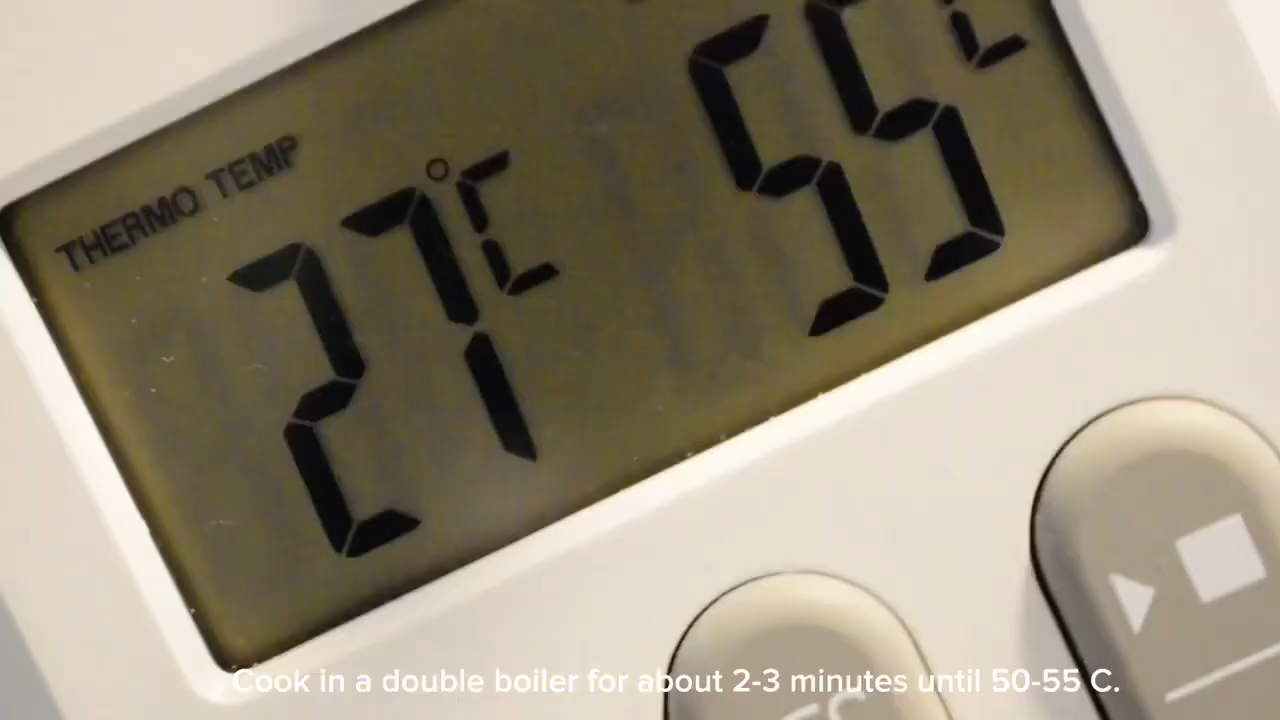 THERMO TEMP
27°C
55°C
Cook in a double boiler for about 2-3 minutes until 50-55 C.